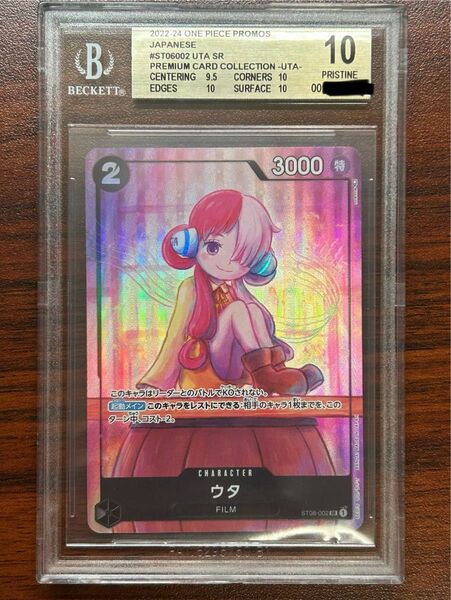 2022-24 ONE PIECE PROMOS
JAPANESE
#ST06002 UTA SR
PREMIUM CARD COLLECTION -UTA-
CENTERING 9.5 CORNERS 10
EDGES 10 SURFACE 10
10
PRISTINE
00
B
BECKETT®
2
3000 特
このキャラはリーダーとのバトルでKOされない。
起動メイン このキャラをレストにできる:相手のキャラ1枚までを、この
ターン中、コスト-2。
CHARACTER
ウタ
FILM
SR 1